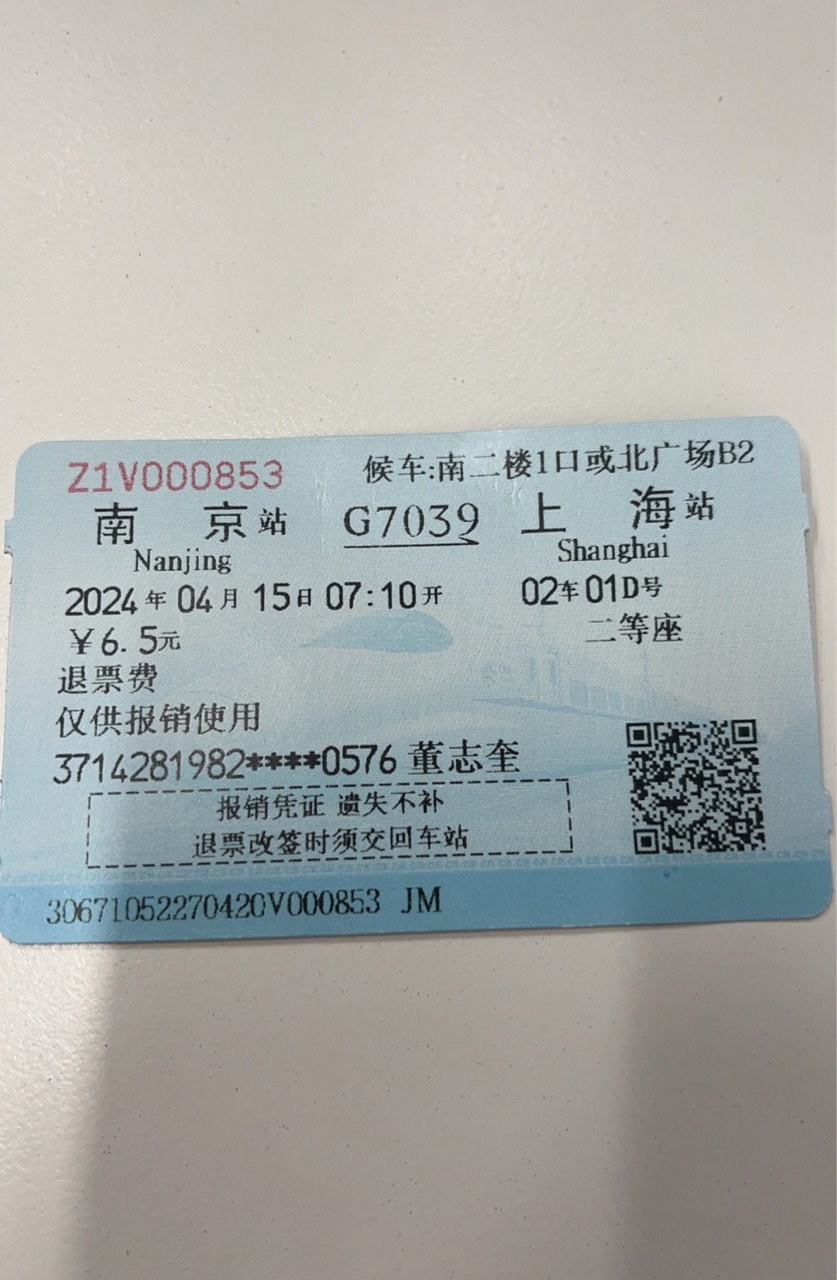 Z1V000853 候车:南二楼1口或北广场B2
南京站 G7039 上海站
Nanjing Shanghai
2024年04月15日07:10开 02车01D号
￥6.5元 二等座
退票费
仅供报销使用
3714281982****0576 董志奎
报销凭证 遗失不补
退票改签时须交回车站
30671052270420V000853 JM